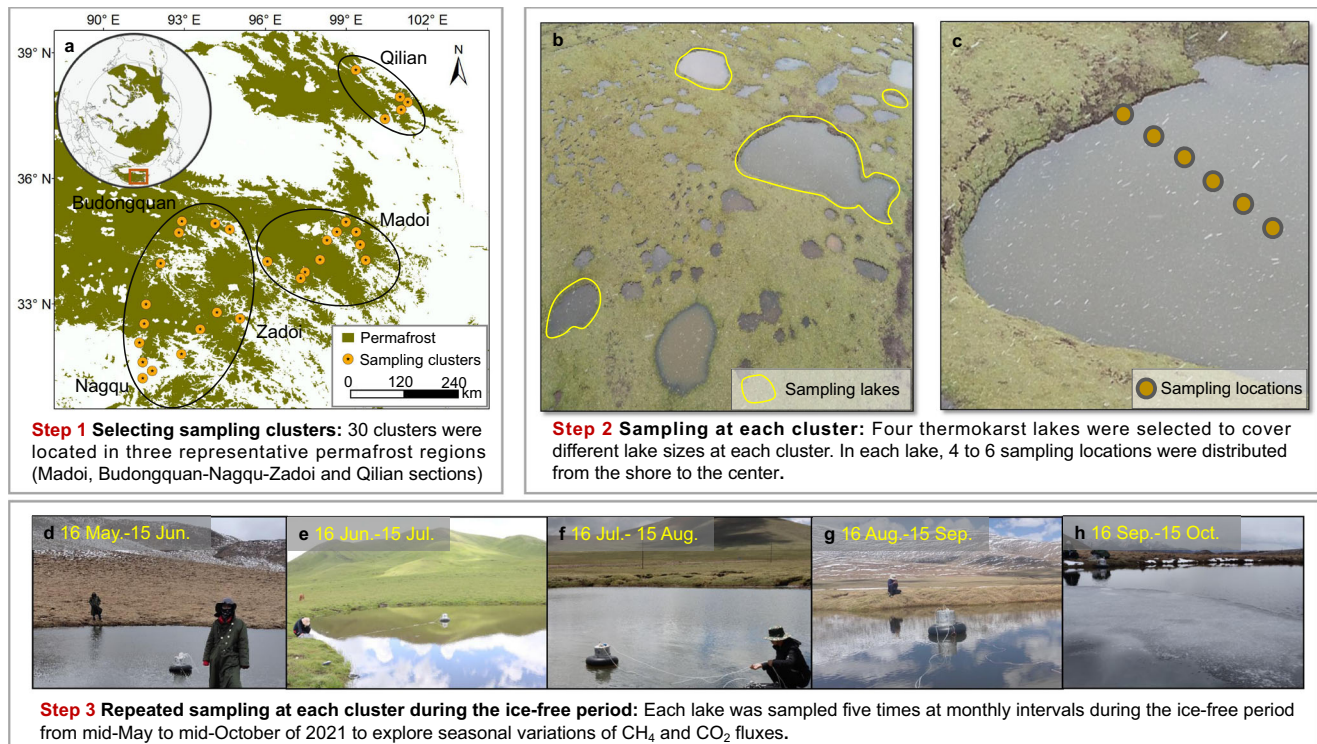 90° E 93° E 96° E 99° E 102° E
39° N
36° N
33° N
a
N
Qilian
Budongquan
Madoi
Zadoi
Nagqu
Permafrost
Sampling clusters
0 120 240
km
Step 1 Selecting sampling clusters: 30 clusters were
located in three representative permafrost regions
(Madoi, Budongquan-Nagqu-Zadoi and Qilian sections)
b
Sampling lakes
c
Sampling locations
Step 2 Sampling at each cluster: Four thermokarst lakes were selected to cover
different lake sizes at each cluster. In each lake, 4 to 6 sampling locations were distributed
from the shore to the center.
d 16 May.-15 Jun.
e 16 Jun.-15 Jul.
f 16 Jul.- 15 Aug.
g 16 Aug.-15 Sep.
h 16 Sep.-15 Oct.
Step 3 Repeated sampling at each cluster during the ice-free period: Each lake was sampled five times at monthly intervals during the ice-free period
from mid-May to mid-October of 2021 to explore seasonal variations of CH₄ and CO₂ fluxes.